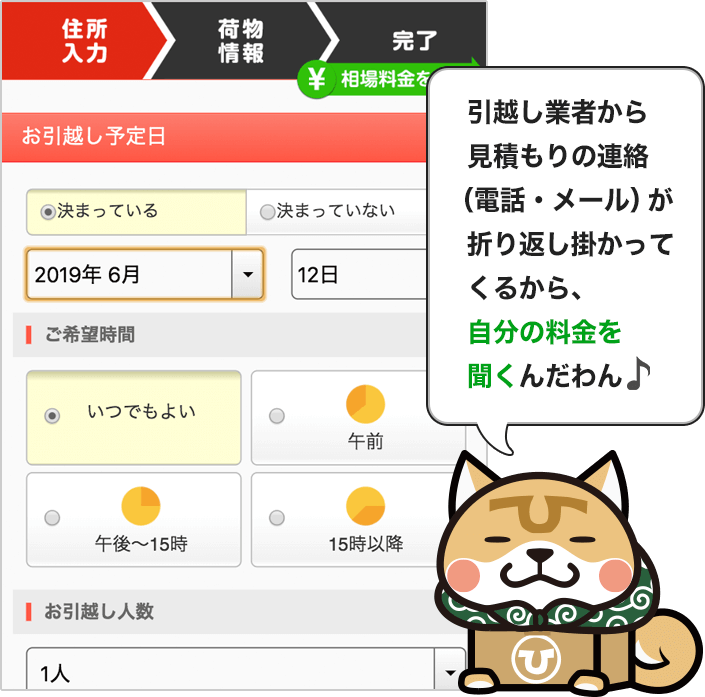 住所
入力
荷物
情報
完了
¥ 相場料金を
お引越し予定日
決まっている
決まっていない
2019年 6月
12日
ご希望時間
いつでもよい
午前
午後〜15時
15時以降
お引越し人数
1人
引越し業者から
見積もりの連絡
（電話・メール）が
折り返し掛かって
くるから、
自分の料金を
聞くんだわん♪